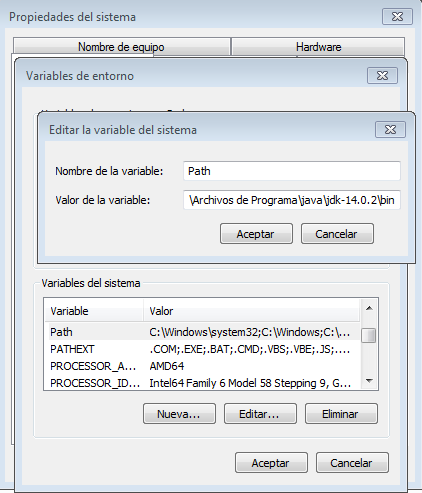 Propiedades del sistema
Nombre de equipo Hardware
Variables de entorno
Editar la variable del sistema
Nombre de la variable: Path
Valor de la variable: \Archivos de Programa\java\jdk-14.0.2\bin
Aceptar Cancelar
Variables del sistema
Variable Valor
Path C:\Windows\system32;C:\Windows;C:\...
PATHEXT .COM;.EXE;.BAT;.CMD;.VBS;.VBE;.JS;....
PROCESSOR_A... AMD64
PROCESSOR_ID... Intel64 Family 6 Model 58 Stepping 9, G...
Nueva... Editar... Eliminar
Aceptar Cancelar